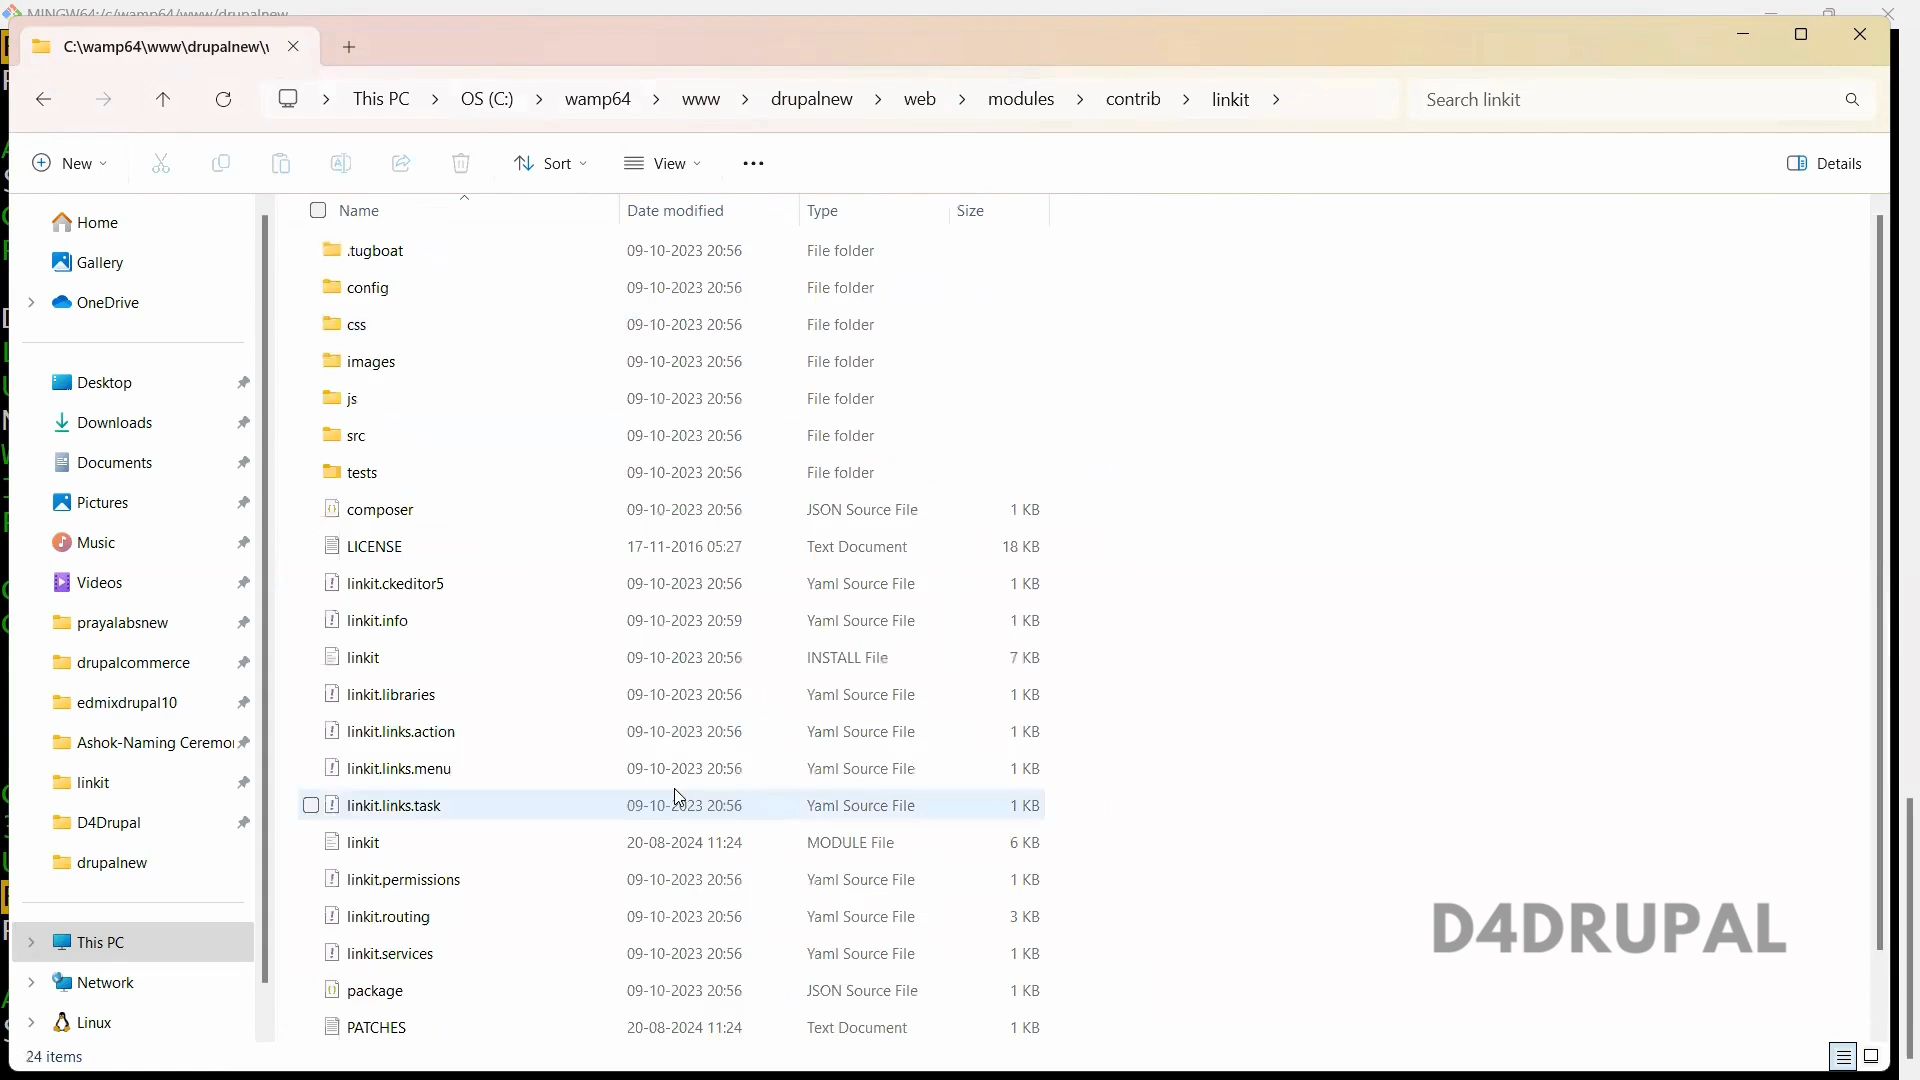 MINGW64:/c/wamp64/www/drupalnew
C:\wamp64\www\drupalnew\
This PC > OS (C:) > wamp64 > www > drupalnew > web > modules > contrib > linkit >
Search linkit
New
Sort
View
Details
Name Date modified Type Size
Home
Gallery
OneDrive
Desktop
Downloads
Documents
Pictures
Music
Videos
prayalabsnew
drupalcommerce
edmixdrupal10
Ashok-Naming Ceremo
linkit
D4Drupal
drupalnew
This PC
Network
Linux
.tugboat 09-10-2023 20:56 File folder
config 09-10-2023 20:56 File folder
css 09-10-2023 20:56 File folder
images 09-10-2023 20:56 File folder
js 09-10-2023 20:56 File folder
src 09-10-2023 20:56 File folder
tests 09-10-2023 20:56 File folder
composer 09-10-2023 20:56 JSON Source File 1 KB
LICENSE 17-11-2016 05:27 Text Document 18 KB
linkit.ckeditor5 09-10-2023 20:56 Yaml Source File 1 KB
linkit.info 09-10-2023 20:59 Yaml Source File 1 KB
linkit 09-10-2023 20:56 INSTALL File 7 KB
linkit.libraries 09-10-2023 20:56 Yaml Source File 1 KB
linkit.links.action 09-10-2023 20:56 Yaml Source File 1 KB
linkit.links.menu 09-10-2023 20:56 Yaml Source File 1 KB
linkit.links.task 09-10-2023 20:56 Yaml Source File 1 KB
linkit 20-08-2024 11:24 MODULE File 6 KB
linkit.permissions 09-10-2023 20:56 Yaml Source File 1 KB
linkit.routing 09-10-2023 20:56 Yaml Source File 3 KB
linkit.services 09-10-2023 20:56 Yaml Source File 1 KB
package 09-10-2023 20:56 JSON Source File 1 KB
PATCHES 20-08-2024 11:24 Text Document 1 KB
D4DRUPAL
24 items